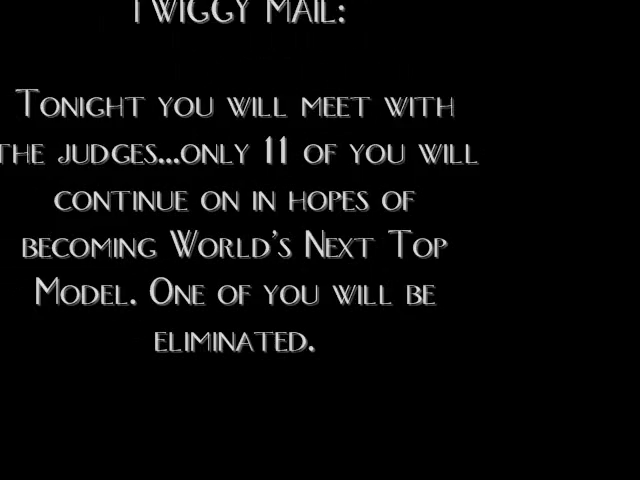 Twiggy Mail:
Tonight you will meet with
the judges...only 11 of you will
continue on in hopes of
becoming World's Next Top
Model. One of you will be
eliminated.